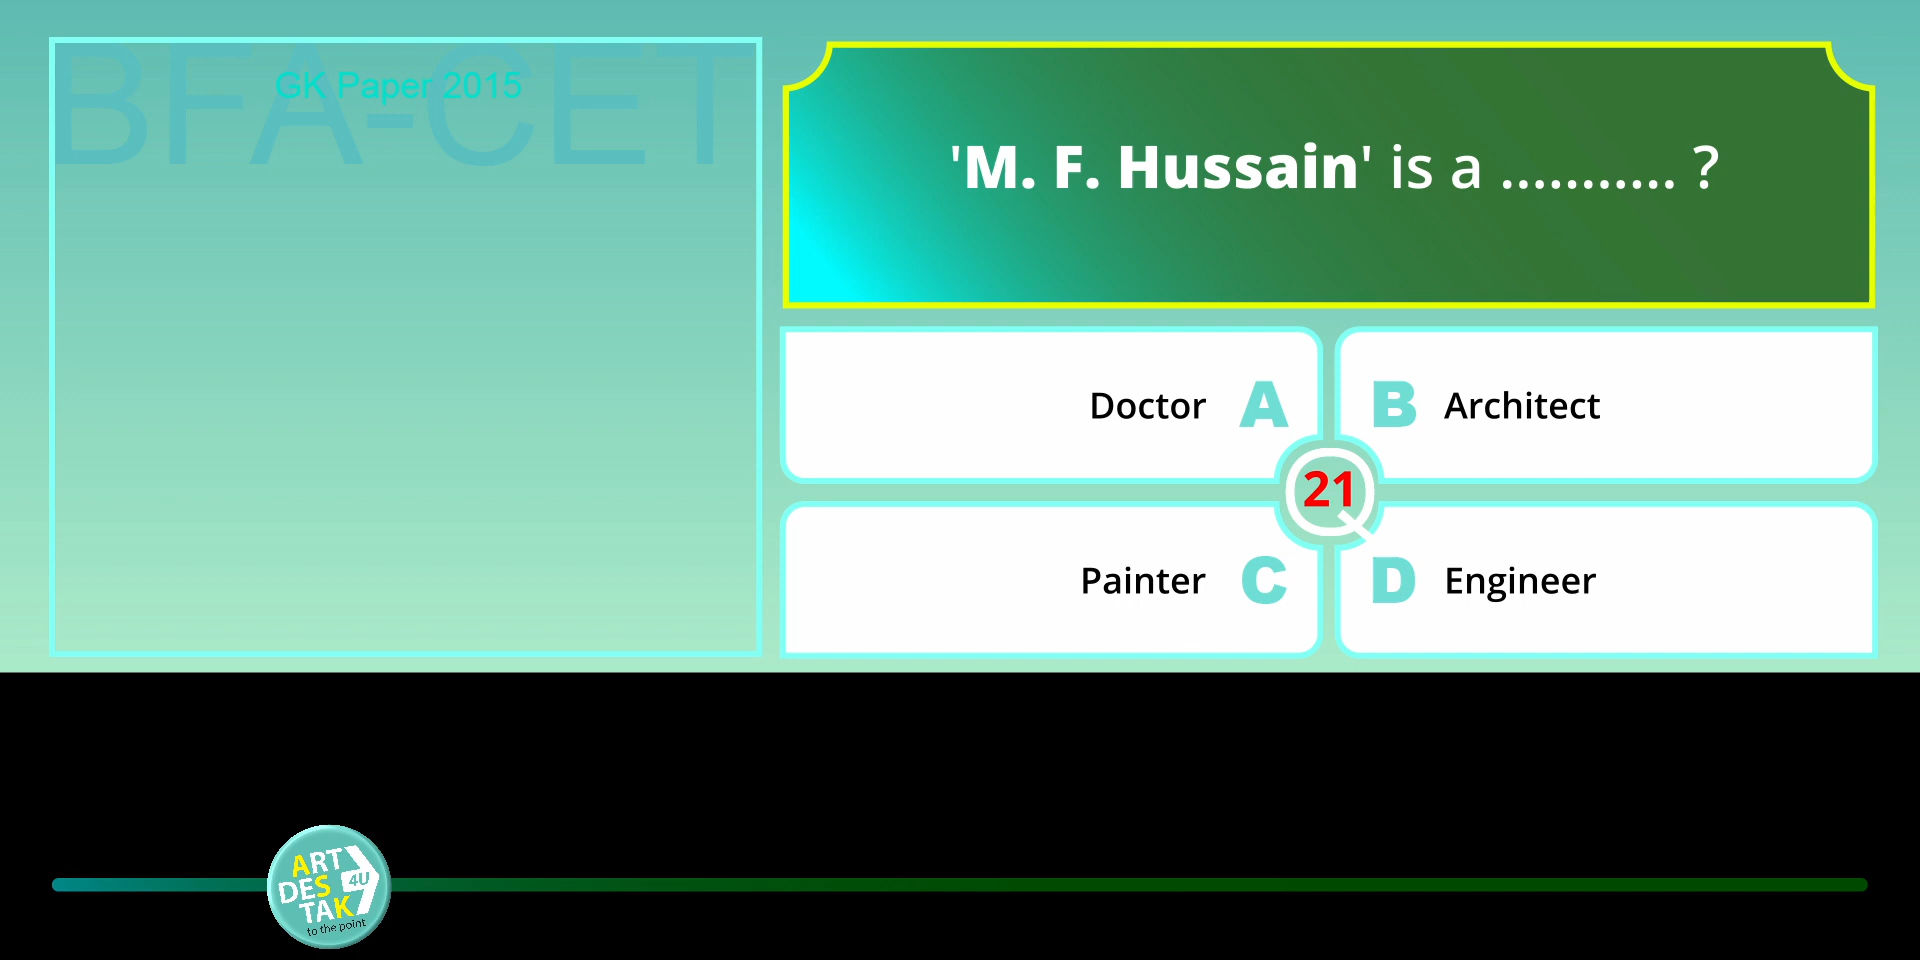 BFA-CET
GK Paper 2015
'M. F. Hussain' is a ........... ?
Doctor A
B Architect
21
Painter C
D Engineer
ART
DES 4U
TAK
to the point